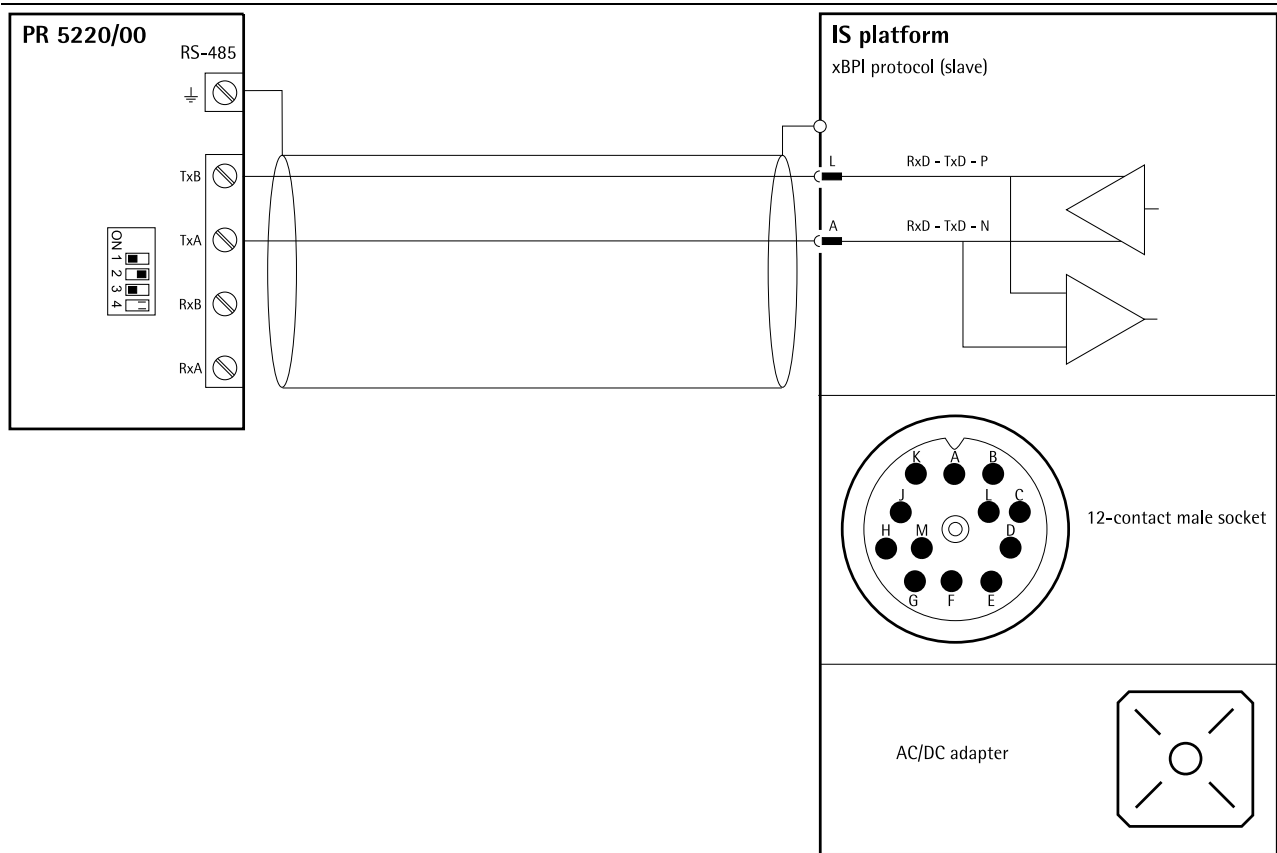 PR 5220/00
RS-485
TxB
TxA
RxB
RxA
ON
1
2
3
4
IS platform
xBPI protocol (slave)
L
RxD - TxD - P
A
RxD - TxD - N
K
A
B
J
L
C
H
M
D
G
F
E
12-contact male socket
AC/DC adapter